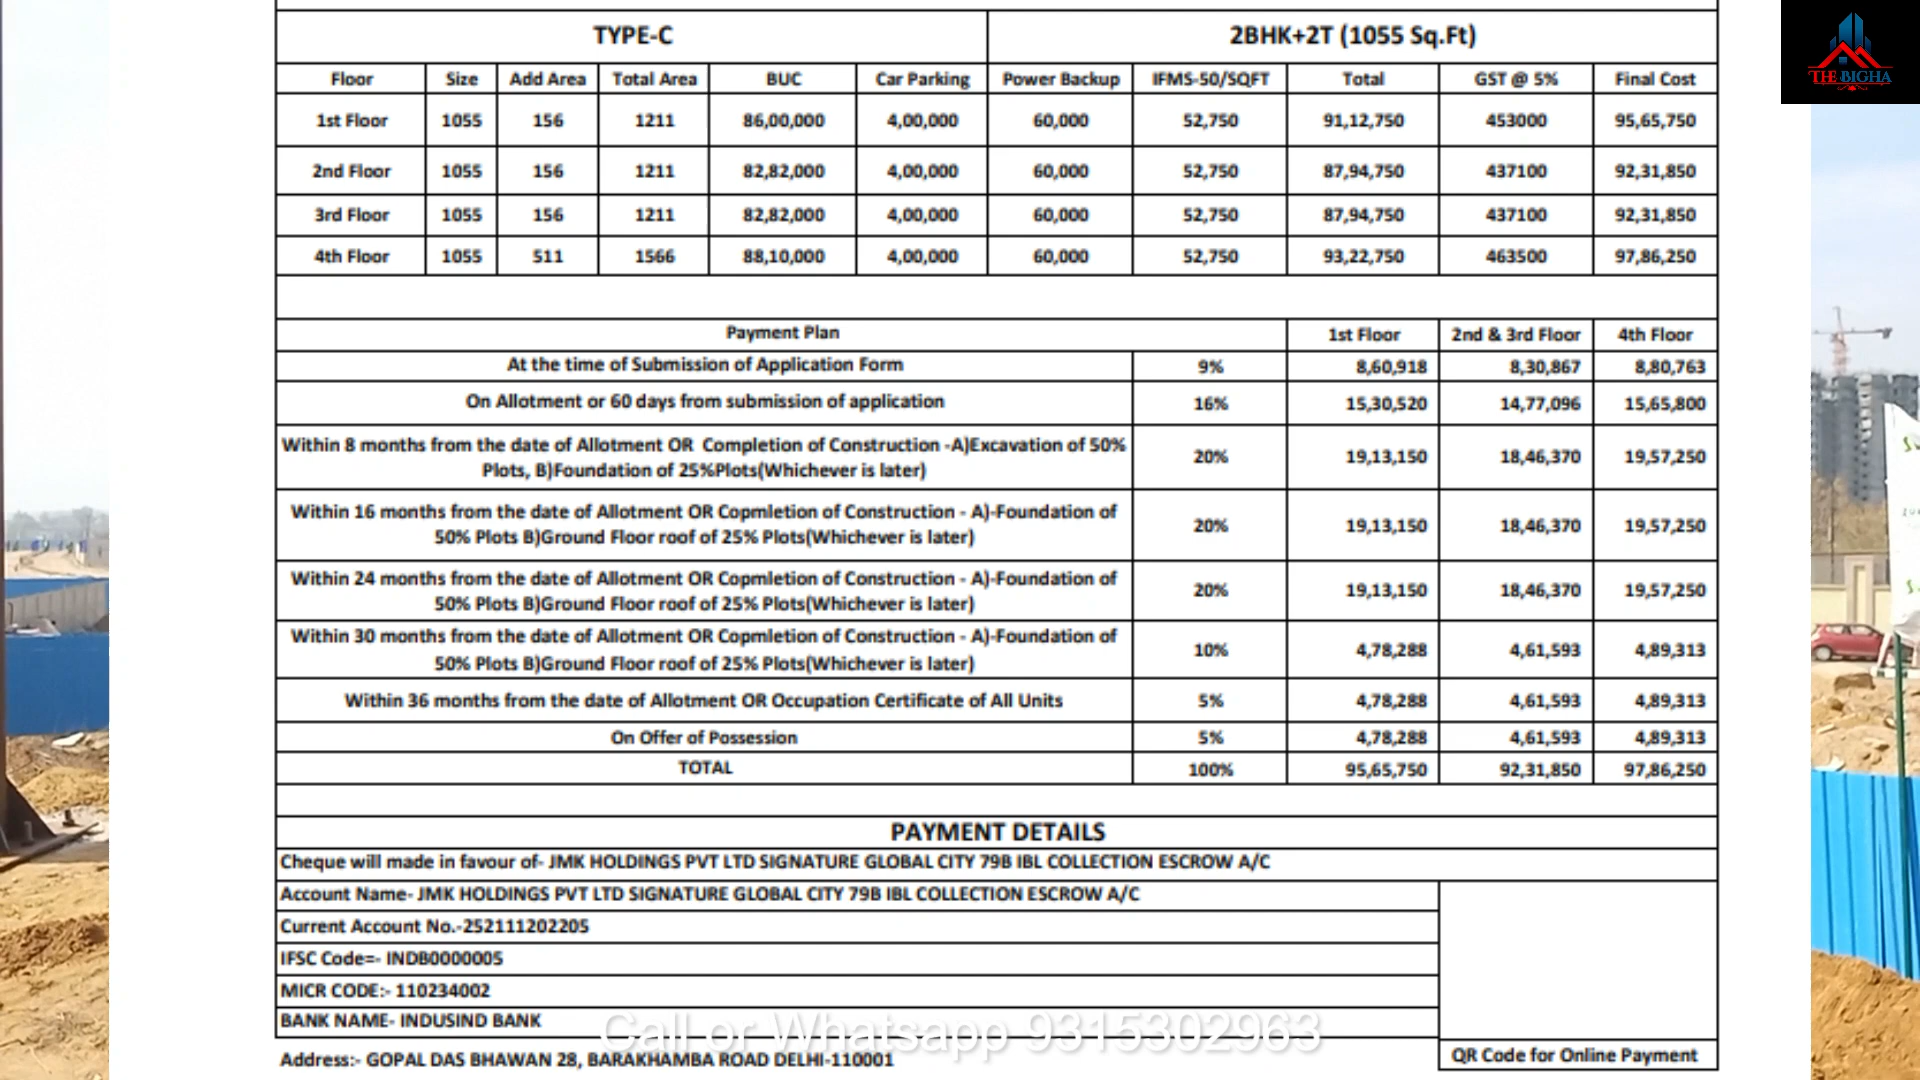 THE BIGHA
TYPE-C 2BHK+2T (1055 Sq.Ft)
Floor Size Add Area Total Area BUC Car Parking Power Backup IFMS-50/SQFT Total GST @ 5% Final Cost
1st Floor 1055 156 1211 86,00,000 4,00,000 60,000 52,750 91,12,750 453000 95,65,750
2nd Floor 1055 156 1211 82,82,000 4,00,000 60,000 52,750 87,94,750 437100 92,31,850
3rd Floor 1055 156 1211 82,82,000 4,00,000 60,000 52,750 87,94,750 437100 92,31,850
4th Floor 1055 511 1566 88,10,000 4,00,000 60,000 52,750 93,22,750 463500 97,86,250
Payment Plan 1st Floor 2nd & 3rd Floor 4th Floor
At the time of Submission of Application Form 9% 8,60,918 8,30,867 8,80,763
On Allotment or 60 days from submission of application 16% 15,30,520 14,77,096 15,65,800
Within 8 months from the date of Allotment OR Completion of Construction -A)Excavation of 50%
Plots, B)Foundation of 25%Plots(Whichever is later) 20% 19,13,150 18,46,370 19,57,250
Within 16 months from the date of Allotment OR Copmletion of Construction - A)-Foundation of
50% Plots B)Ground Floor roof of 25% Plots(Whichever is later) 20% 19,13,150 18,46,370 19,57,250
Within 24 months from the date of Allotment OR Copmletion of Construction - A)-Foundation of
50% Plots B)Ground Floor roof of 25% Plots(Whichever is later) 20% 19,13,150 18,46,370 19,57,250
Within 30 months from the date of Allotment OR Copmletion of Construction - A)-Foundation of
50% Plots B)Ground Floor roof of 25% Plots(Whichever is later) 10% 4,78,288 4,61,593 4,89,313
Within 36 months from the date of Allotment OR Occupation Certificate of All Units 5% 4,78,288 4,61,593 4,89,313
On Offer of Possession 5% 4,78,288 4,61,593 4,89,313
TOTAL 100% 95,65,750 92,31,850 97,86,250
PAYMENT DETAILS
Cheque will made in favour of- JMK HOLDINGS PVT LTD SIGNATURE GLOBAL CITY 79B IBL COLLECTION ESCROW A/C
Account Name- JMK HOLDINGS PVT LTD SIGNATURE GLOBAL CITY 79B IBL COLLECTION ESCROW A/C
Current Account No.-252111202205
IFSC Code=- INDB0000005
MICR CODE:- 110234002
BANK NAME- INDUSIND BANK
Call or Whatsapp 9315302963
Address:- GOPAL DAS BHAWAN 28, BARAKHAMBA ROAD DELHI-110001
QR Code for Online Payment